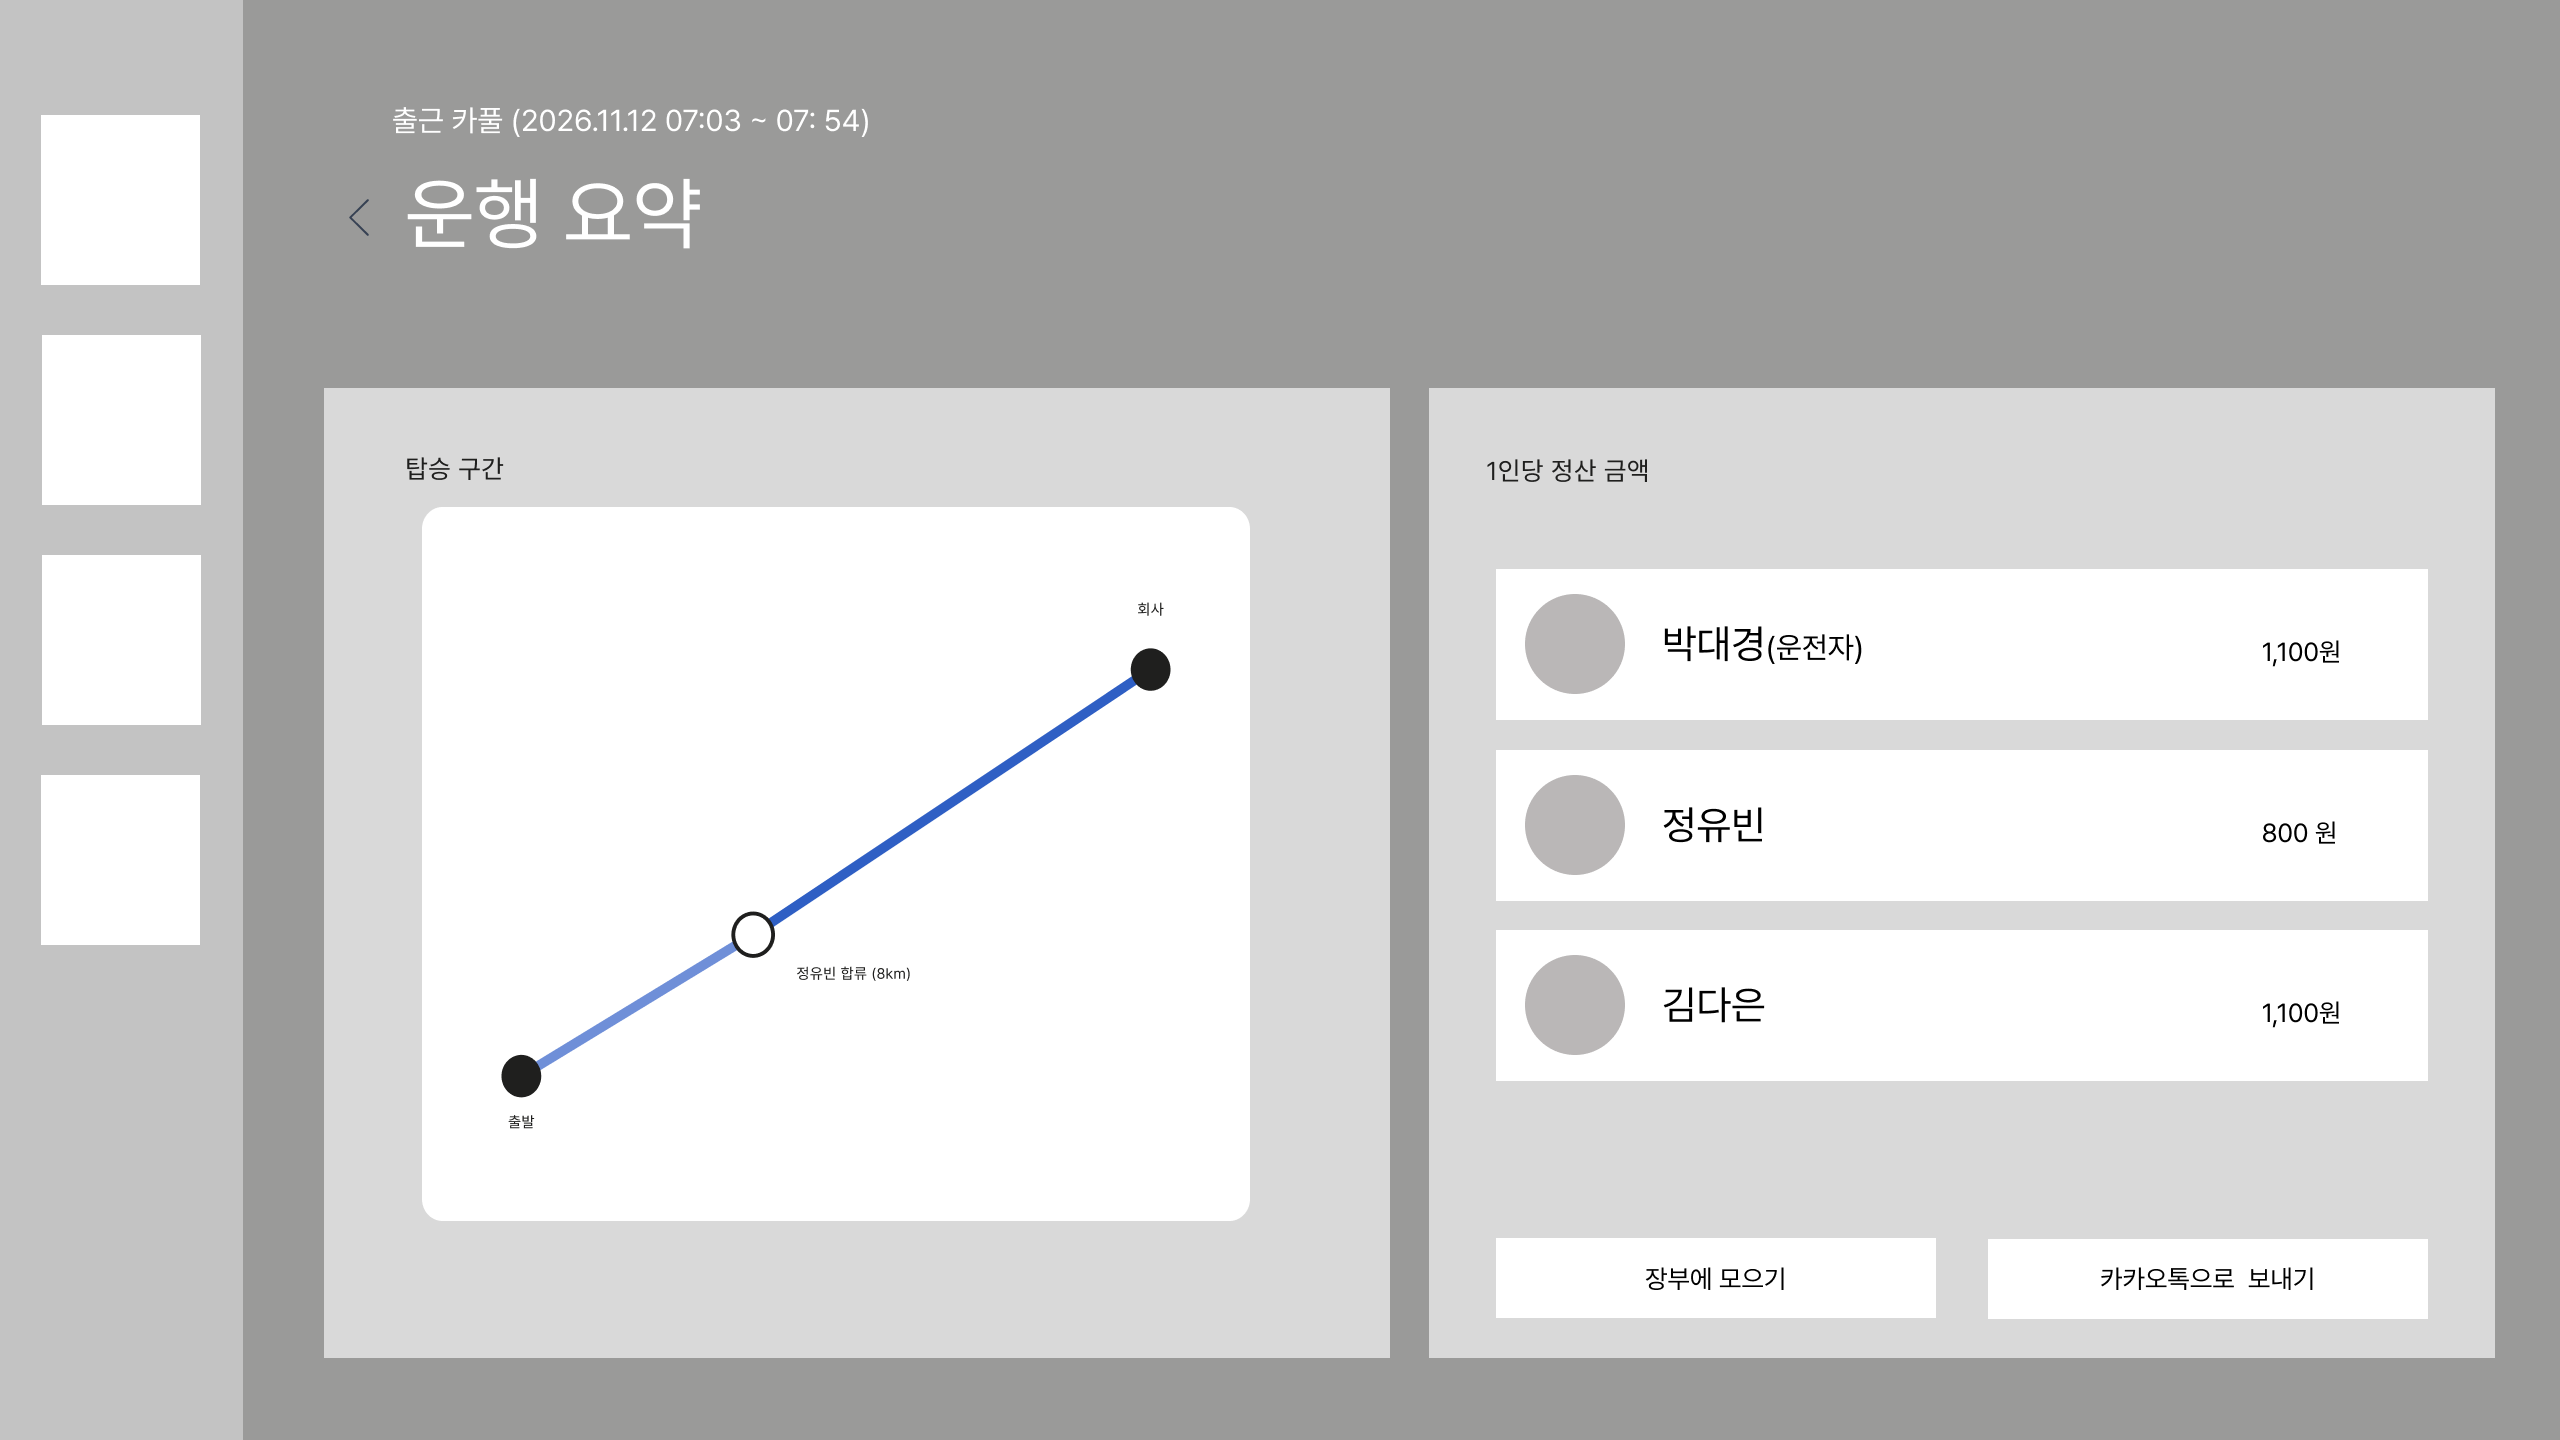 출근 카풀 (2026.11.12 07:03 ~ 07: 54)
운행 요약
탑승 구간
회사
정유빈 합류 (8km)
출발
1인당 정산 금액
박대경(운전자)
1,100원
정유빈
800 원
김다은
1,100원
장부에 모으기
카카오톡으로 보내기